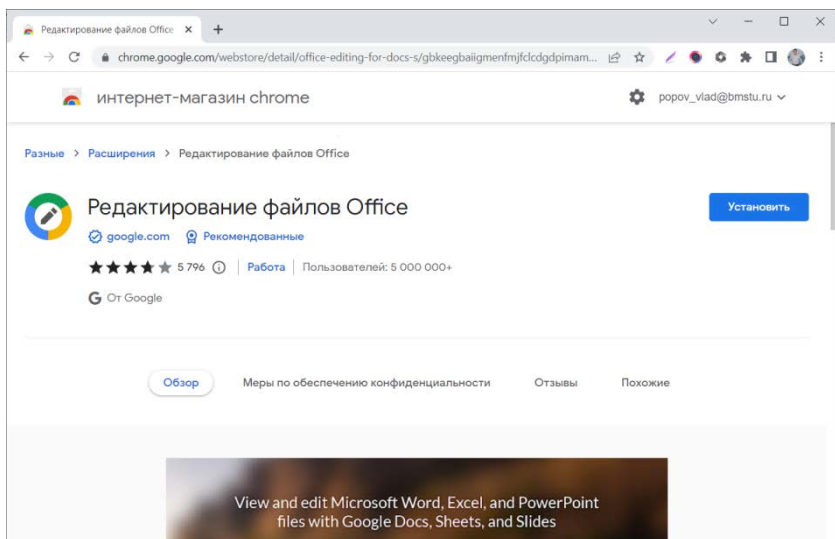 Редактирование файлов Office
chrome.google.com/webstore/detail/office-editing-for-docs-s/gbkeegbaiigmenfmjfclcdgdpimam...
интернет-магазин chrome
popov_vlad@bmstu.ru
Разные > Расширения > Редактирование файлов Office
Редактирование файлов Office
Установить
google.com Рекомендованные
5 796 Работа Пользователей: 5 000 000+
От Google
Обзор Меры по обеспечению конфиденциальности Отзывы Похожие
View and edit Microsoft Word, Excel, and PowerPoint
files with Google Docs, Sheets, and Slides